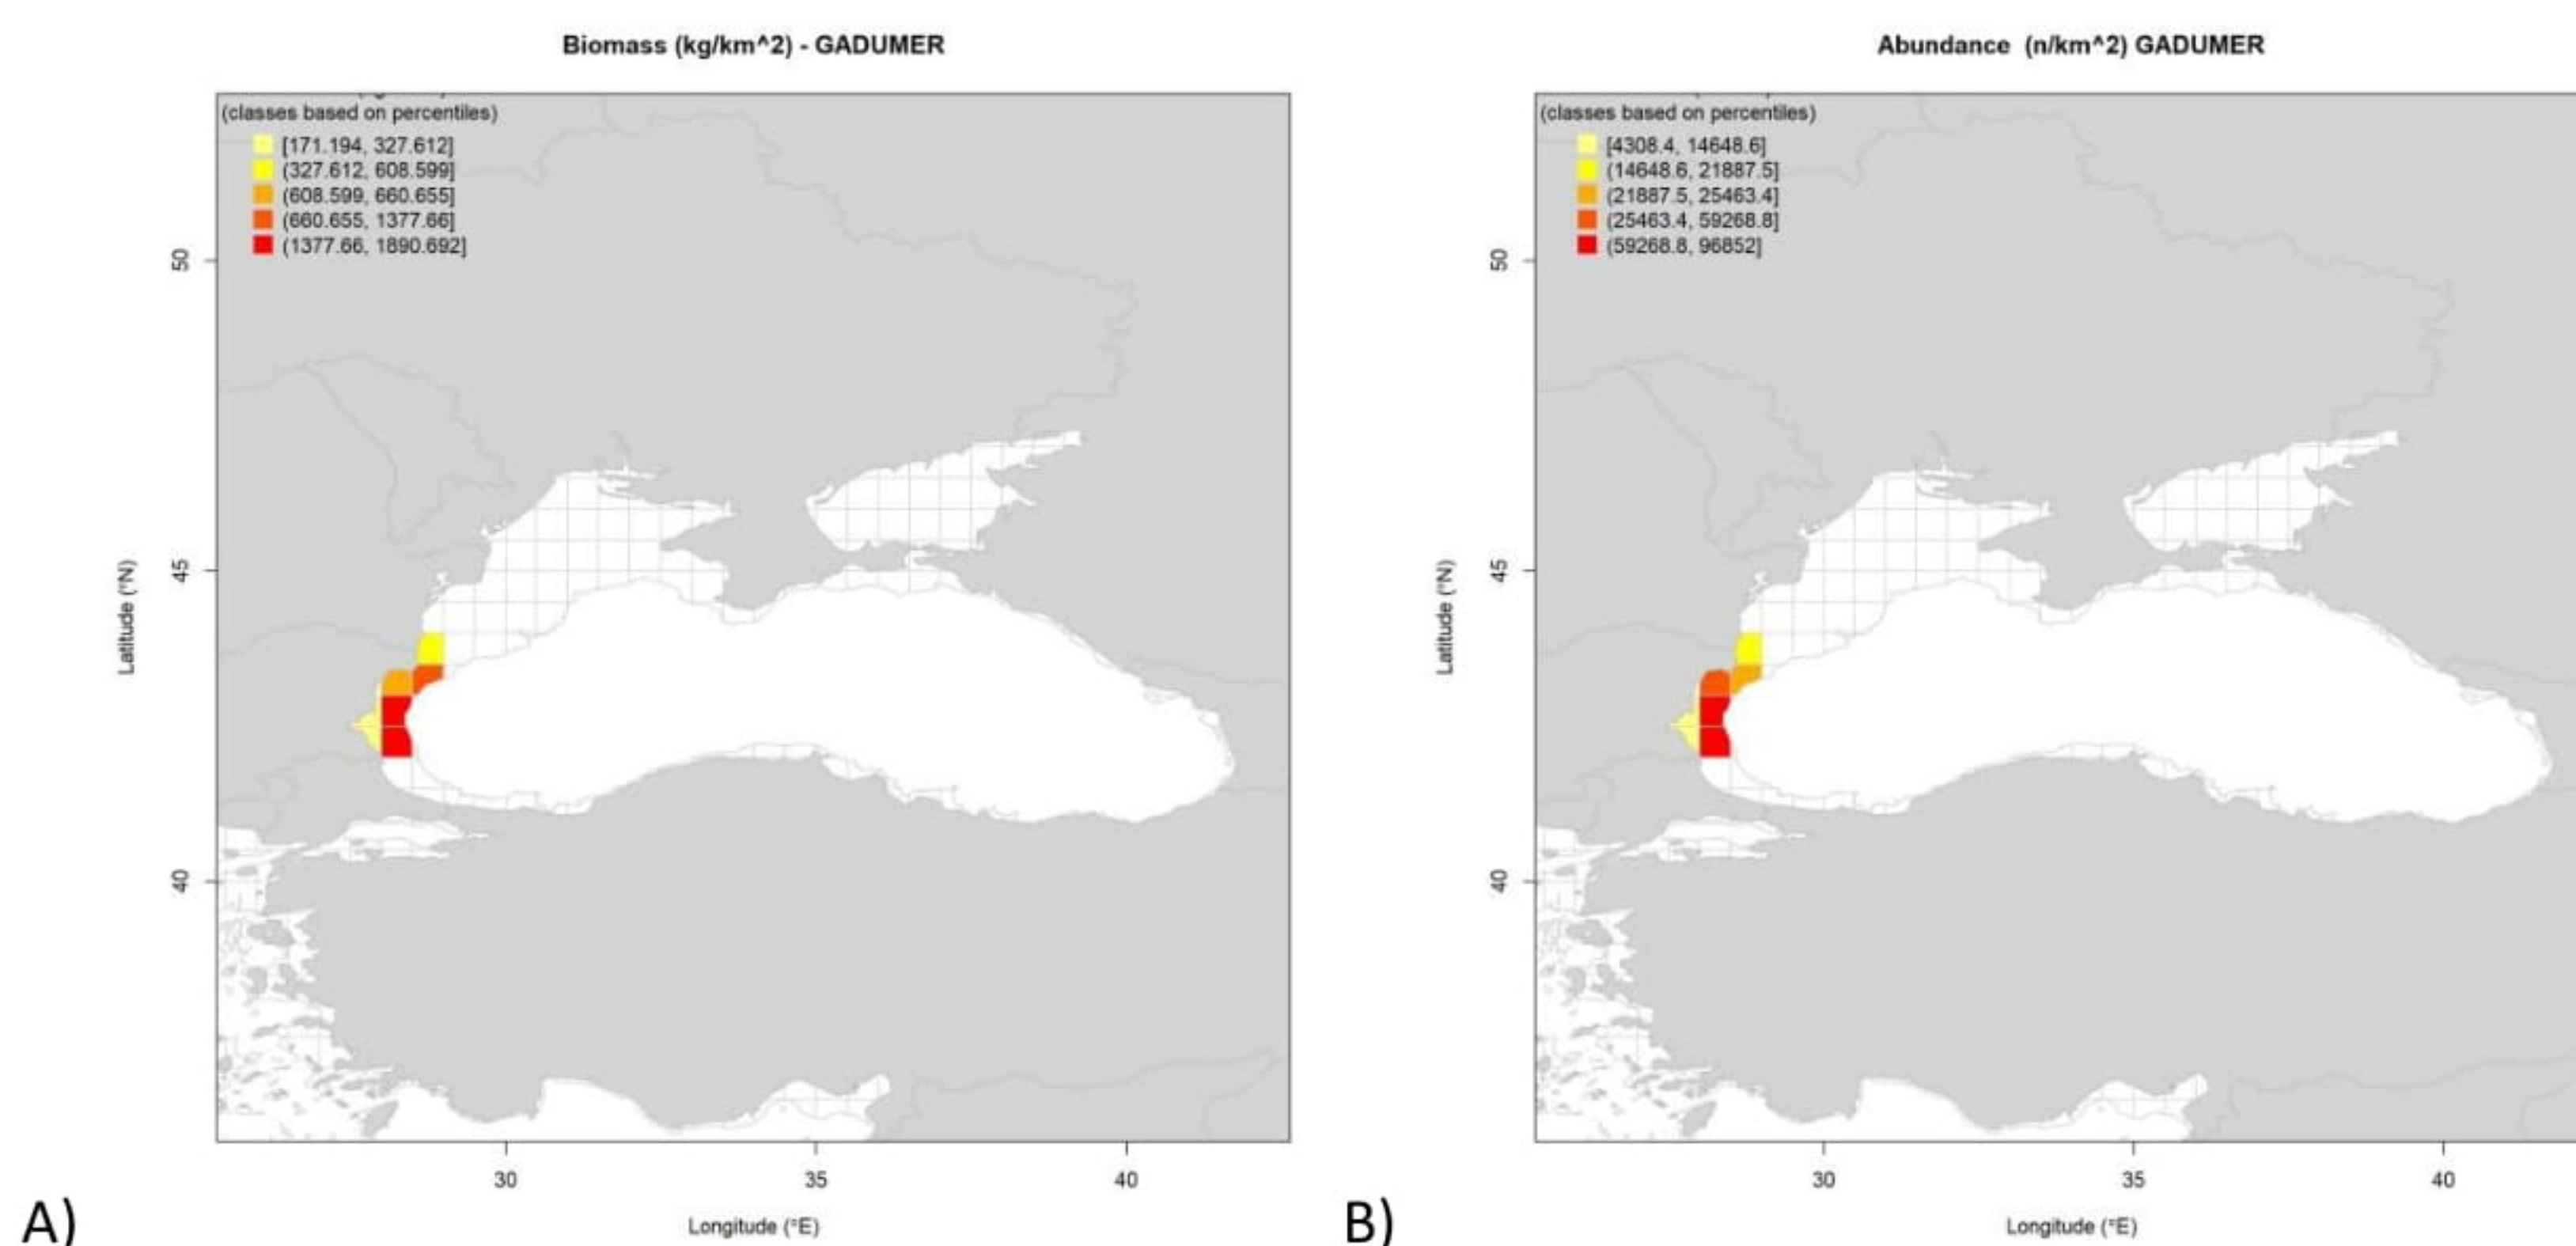 Biomass (kg/km^2) - GADUMER
(classes based on percentiles)
[171.194, 327.612]
(327.612, 608.599]
(608.599, 660.655]
(660.655, 1377.66]
(1377.66, 1890.692]
50
45
40
Latitude (°N)
30
35
40
Longitude (°E)
A)
Abundance (n/km^2) GADUMER
(classes based on percentiles)
[4308.4, 14648.6]
(14648.6, 21887.5]
(21887.5, 25463.4]
(25463.4, 59268.8]
(59268.8, 96852]
50
45
40
Latitude (°N)
30
35
40
Longitude (°E)
B)